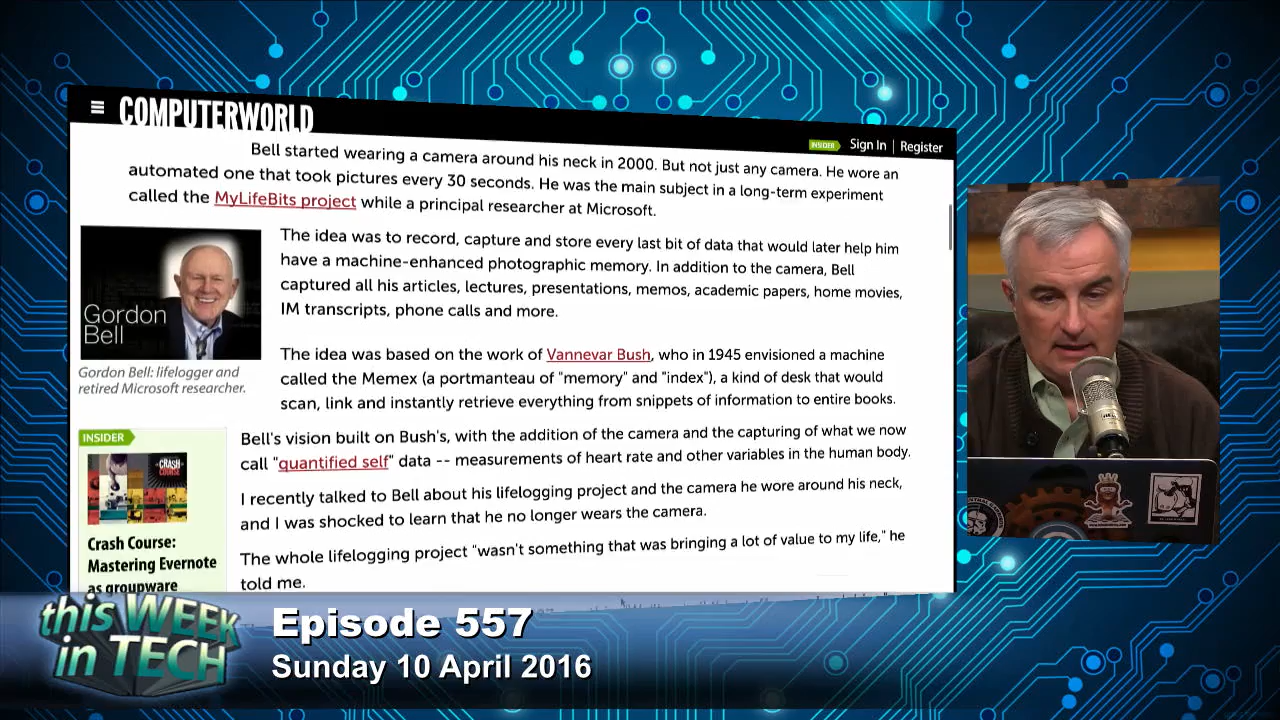 COMPUTERWORLD
INSIDER Sign In | Register
Bell started wearing a camera around his neck in 2000. But not just any camera. He wore an
automated one that took pictures every 30 seconds. He was the main subject in a long-term experiment
called the MyLifeBits project while a principal researcher at Microsoft.
Gordon
Bell
Gordon Bell: lifelogger and
retired Microsoft researcher.
The idea was to record, capture and store every last bit of data that would later help him
have a machine-enhanced photographic memory. In addition to the camera, Bell
captured all his articles, lectures, presentations, memos, academic papers, home movies,
IM transcripts, phone calls and more.
The idea was based on the work of Vannevar Bush, who in 1945 envisioned a machine
called the Memex (a portmanteau of "memory" and "index"), a kind of desk that would
scan, link and instantly retrieve everything from snippets of information to entire books.
INSIDER
CRASH
COURSE
Crash Course:
Mastering Evernote
as groupware
Bell's vision built on Bush's, with the addition of the camera and the capturing of what we now
call "quantified self" data -- measurements of heart rate and other variables in the human body.
I recently talked to Bell about his lifelogging project and the camera he wore around his neck,
and I was shocked to learn that he no longer wears the camera.
The whole lifelogging project "wasn't something that was bringing a lot of value to my life," he
told me.
this WEEK
in TECH
Episode 557
Sunday 10 April 2016